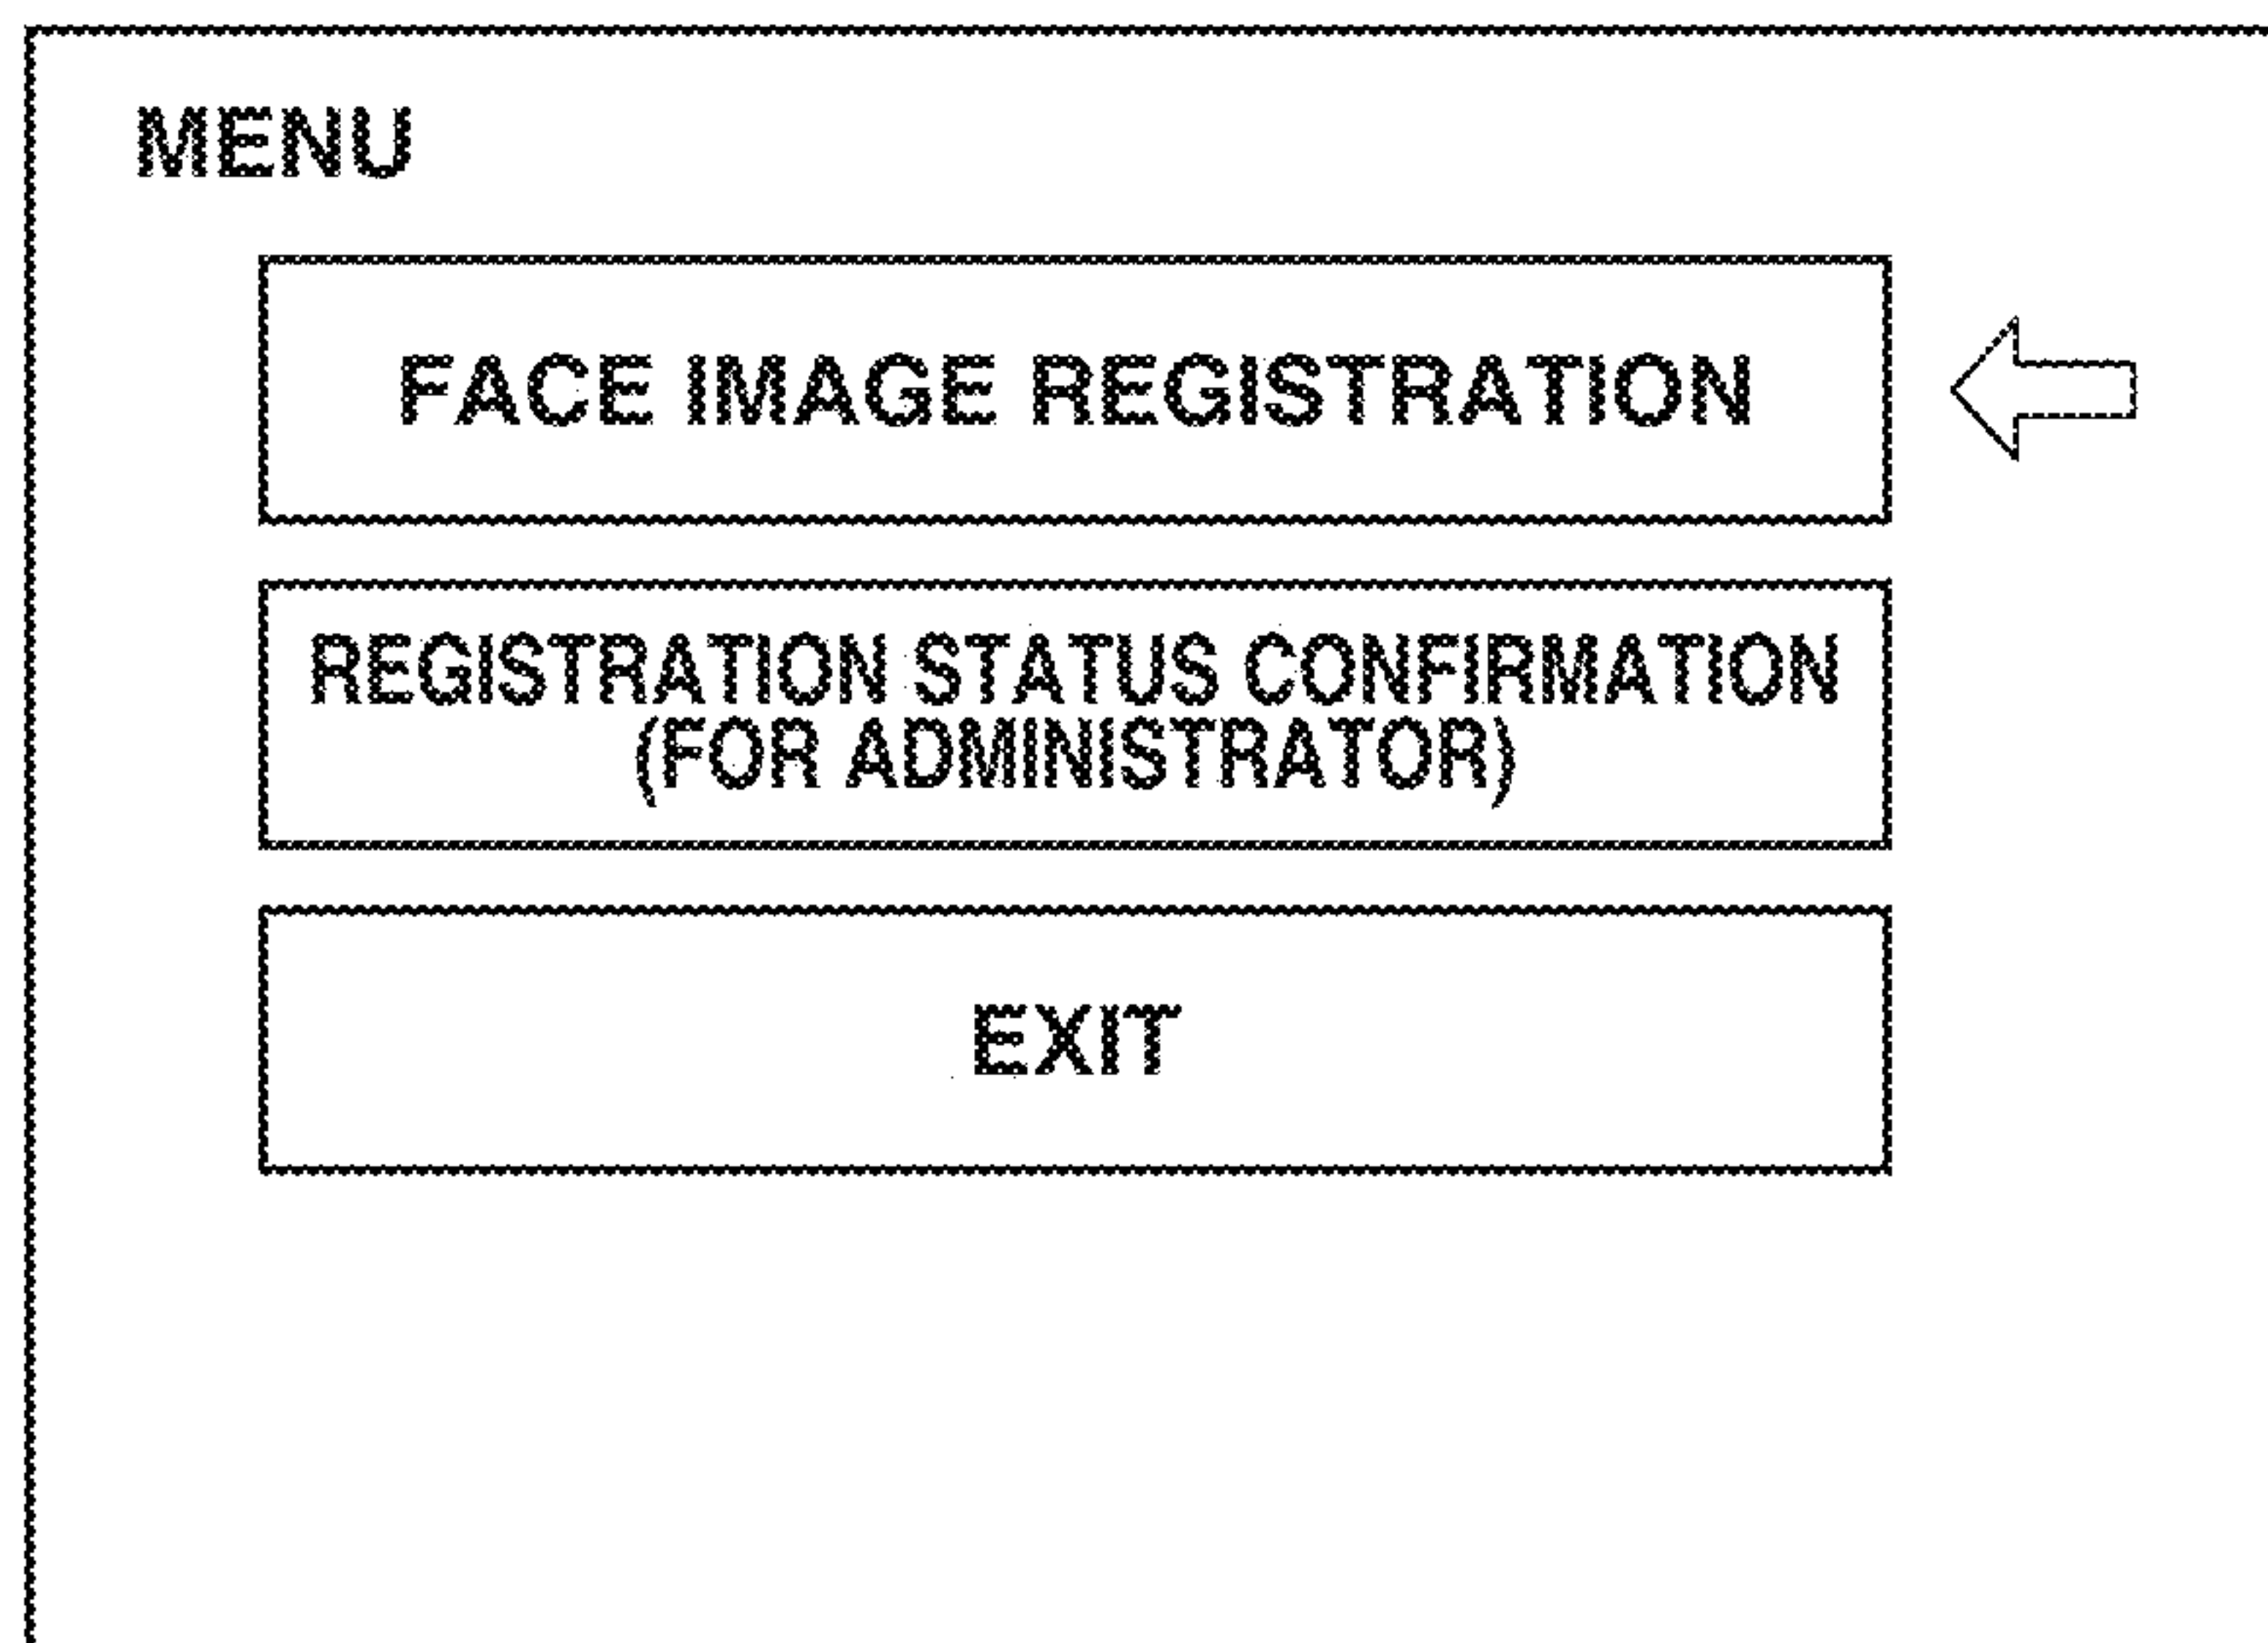 MENU
FACE IMAGE REGISTRATION
REGISTRATION STATUS CONFIRMATION
(FOR ADMINISTRATOR)
EXIT